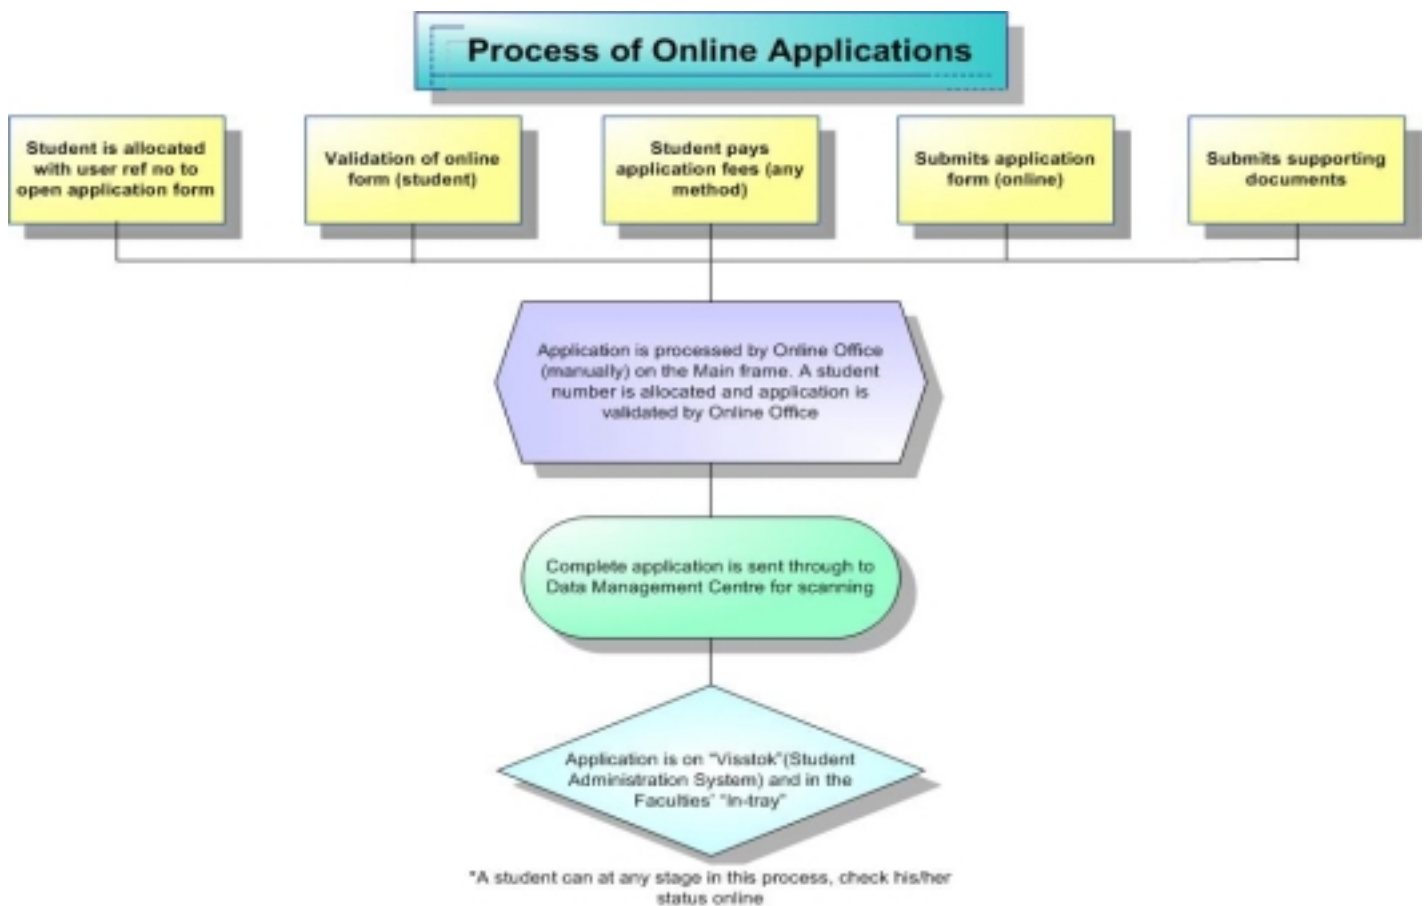 Process of Online Applications
Student is allocated
with user ref no to
open application form
Validation of online
form (student)
Student pays
application fees (any
method)
Submits application
form (online)
Submits supporting
documents
Application is processed by Online Office
(manually) on the Main frame. A student
number is allocated and application is
validated by Online Office
Complete application is sent through to
Data Management Centre for scanning
Application is on "Visstok"(Student
Administration System) and in the
Faculties' "In-tray"
*A student can at any stage in this process, check his/her
status online